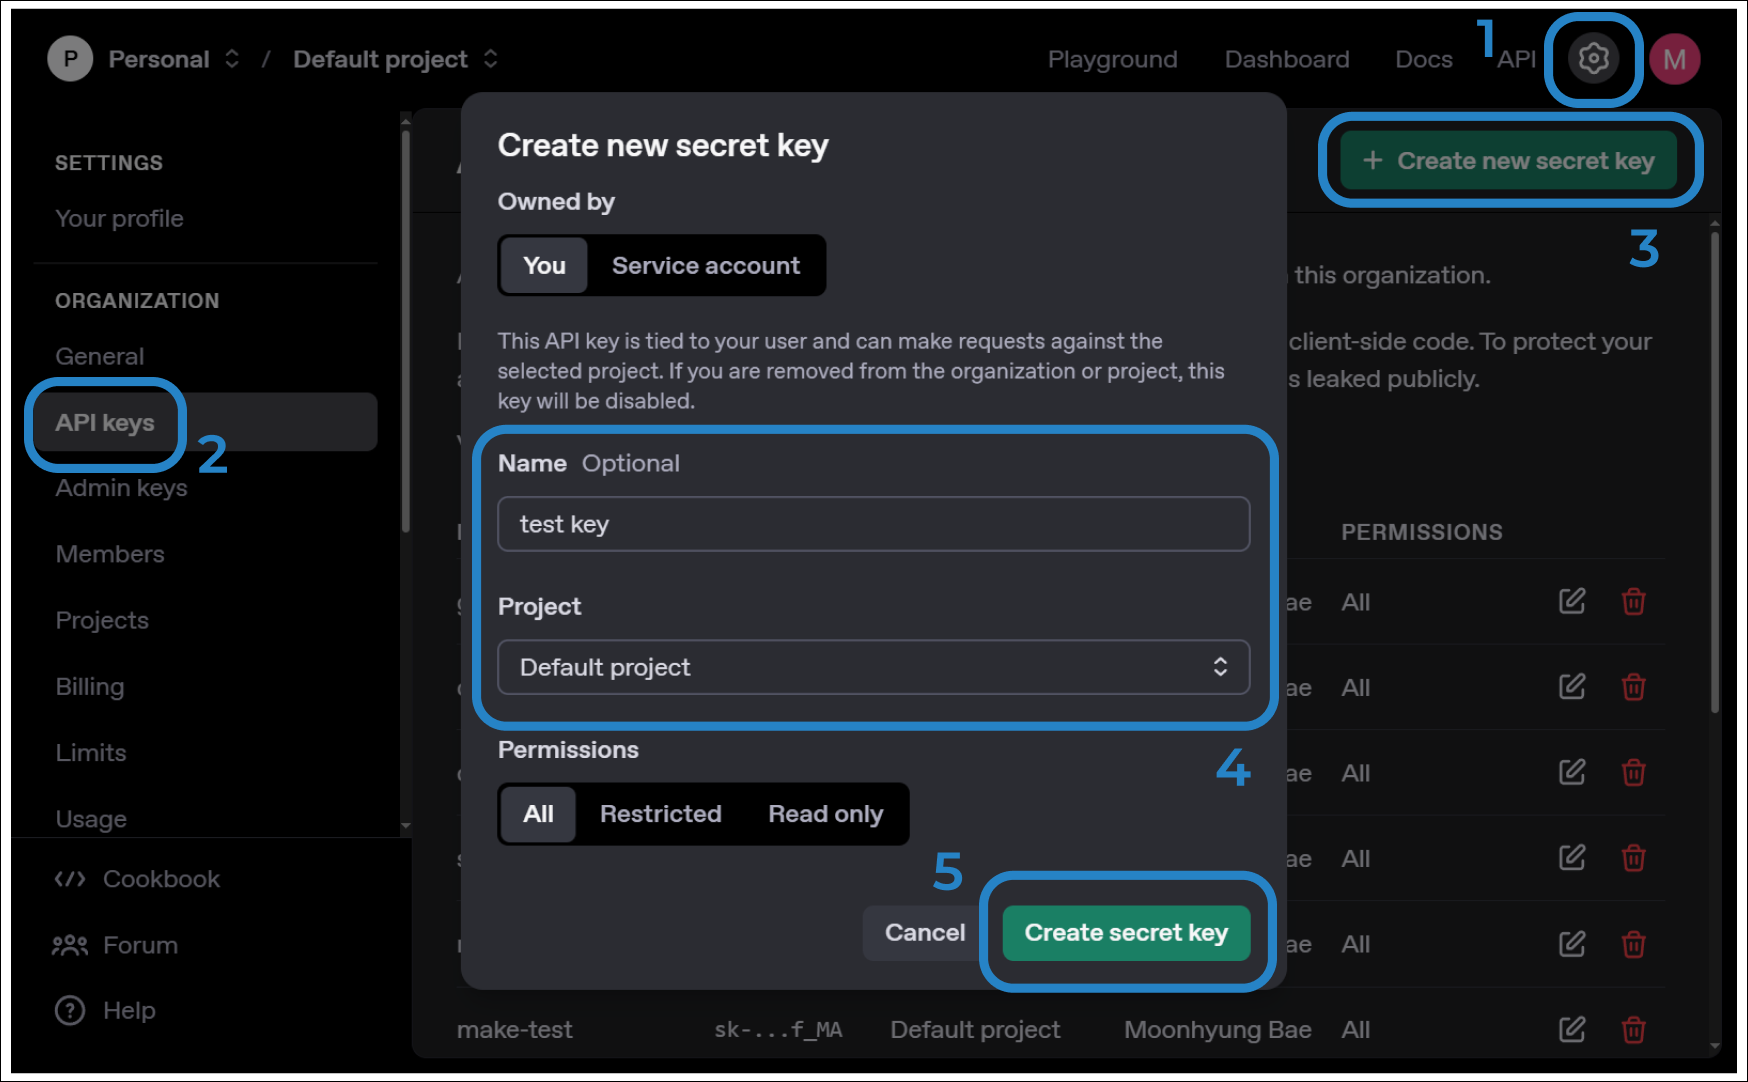 P Personal / Default project
Playground Dashboard Docs API M
1
SETTINGS
Your profile
ORGANIZATION
General
API keys
2
Admin keys
Members
Projects
Billing
Limits
Usage
Cookbook
Forum
Help
+ Create new secret key
3
this organization.
client-side code. To protect your
s leaked publicly.
Create new secret key
Owned by
You Service account
This API key is tied to your user and can make requests against the
selected project. If you are removed from the organization or project, this
key will be disabled.
Name Optional
test key
Project
Default project
4
Permissions
All Restricted Read only
5
Cancel Create secret key
PERMISSIONS
ae All
ae All
ae All
ae All
ae All
make-test sk-...f_MA Default project Moonhyung Bae All